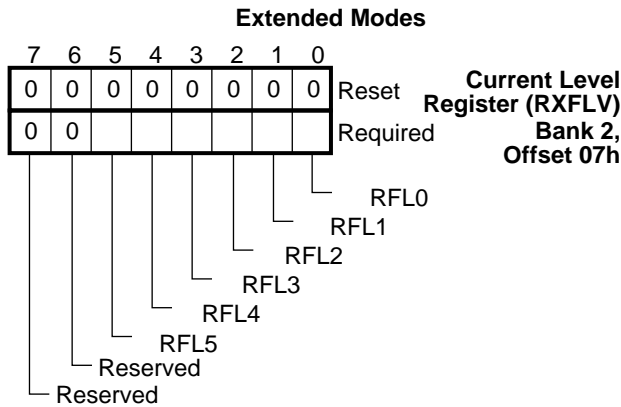 Extended Modes
7 6 5 4 3 2 1 0
0 0 0 0 0 0 0 0 Reset
0 0 Required
Current Level
Register (RXFLV)
Bank 2,
Offset 07h
RFL0
RFL1
RFL2
RFL3
RFL4
RFL5
Reserved
Reserved